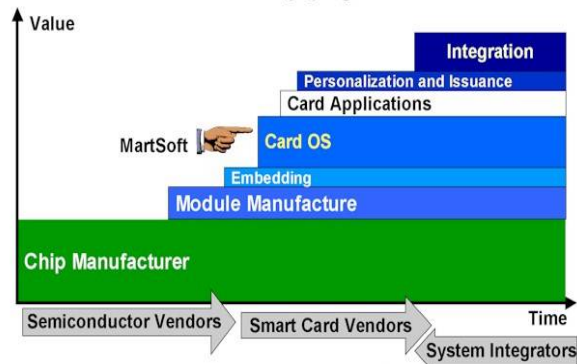 Value
Integration
Personalization and Issuance
Card Applications
MartSoft
Card OS
Embedding
Module Manufacture
Chip Manufacturer
Time
Semiconductor Vendors
Smart Card Vendors
System Integrators